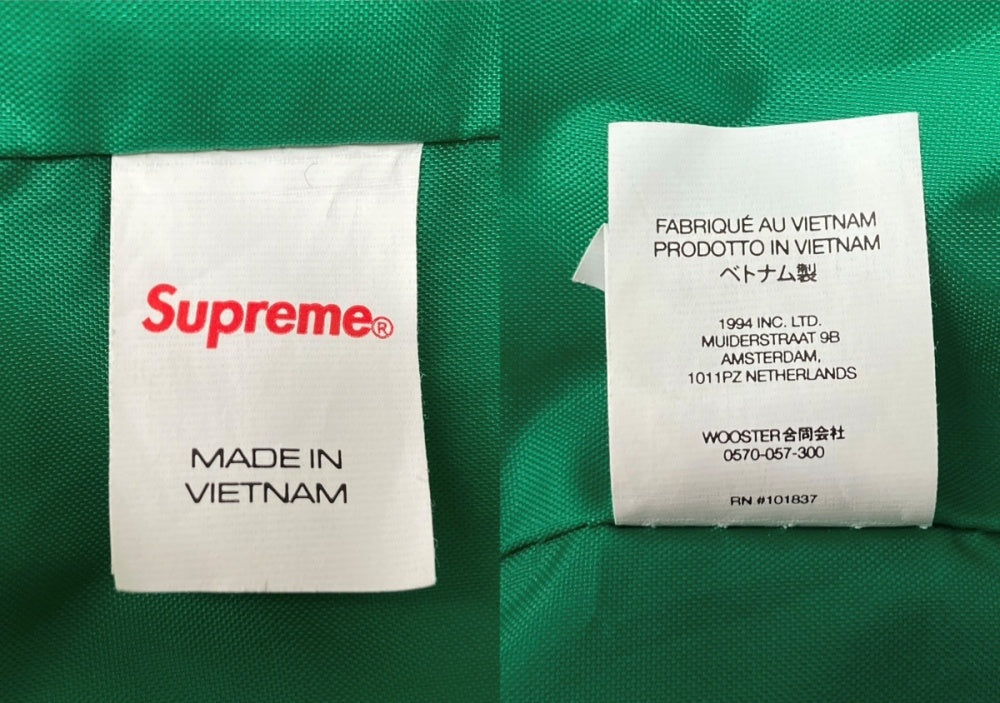 Supreme®
MADE IN
VIETNAM
FABRIQUÉ AU VIETNAM
PRODOTTO IN VIETNAM
ベトナム製
1994 INC. LTD.
MUIDERSTRAAT 9B
AMSTERDAM,
1011PZ NETHERLANDS
WOOSTER合同会社
0570-057-300
RN #101837